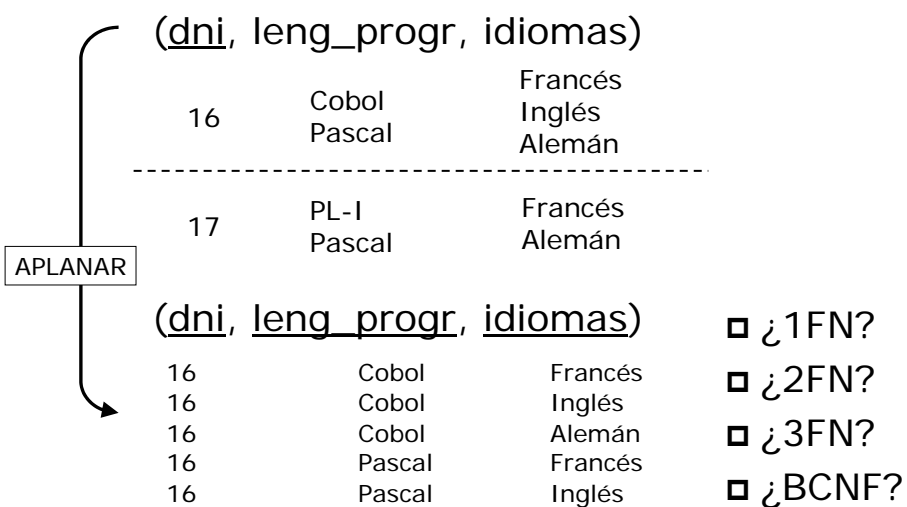 (dni, leng_progr, idiomas)
16
Cobol
Pascal
Francés
Inglés
Alemán
17
PL-I
Pascal
Francés
Alemán
APLANAR
(dni, leng_progr, idiomas)
16 Cobol Francés
16 Cobol Inglés
16 Cobol Alemán
16 Pascal Francés
16 Pascal Inglés
¿1FN?
¿2FN?
¿3FN?
¿BCNF?